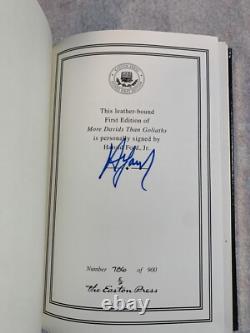 This leather-bound
First Edition of
More Davids Than Goliaths
is personally signed by
Harold Ford, Jr.
Number 786 of 900
The Easton Press